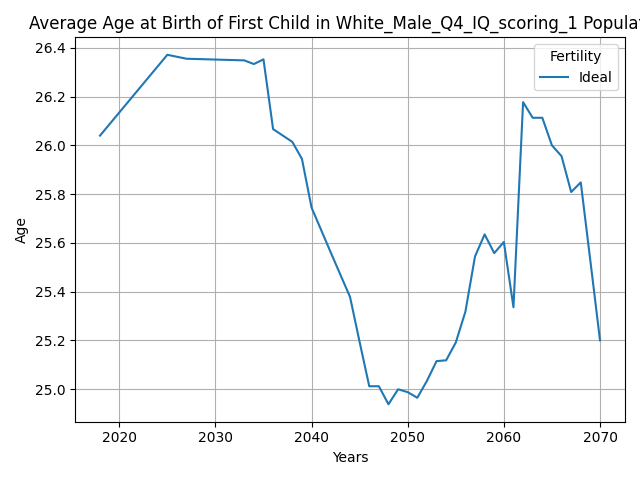 Average Age at Birth of First Child in White_Male_Q4_IQ_scoring_1 Populat
Fertility
Ideal
26.4
26.2
26.0
25.8
25.6
25.4
25.2
25.0
Age
2020 2030 2040 2050 2060 2070
Years